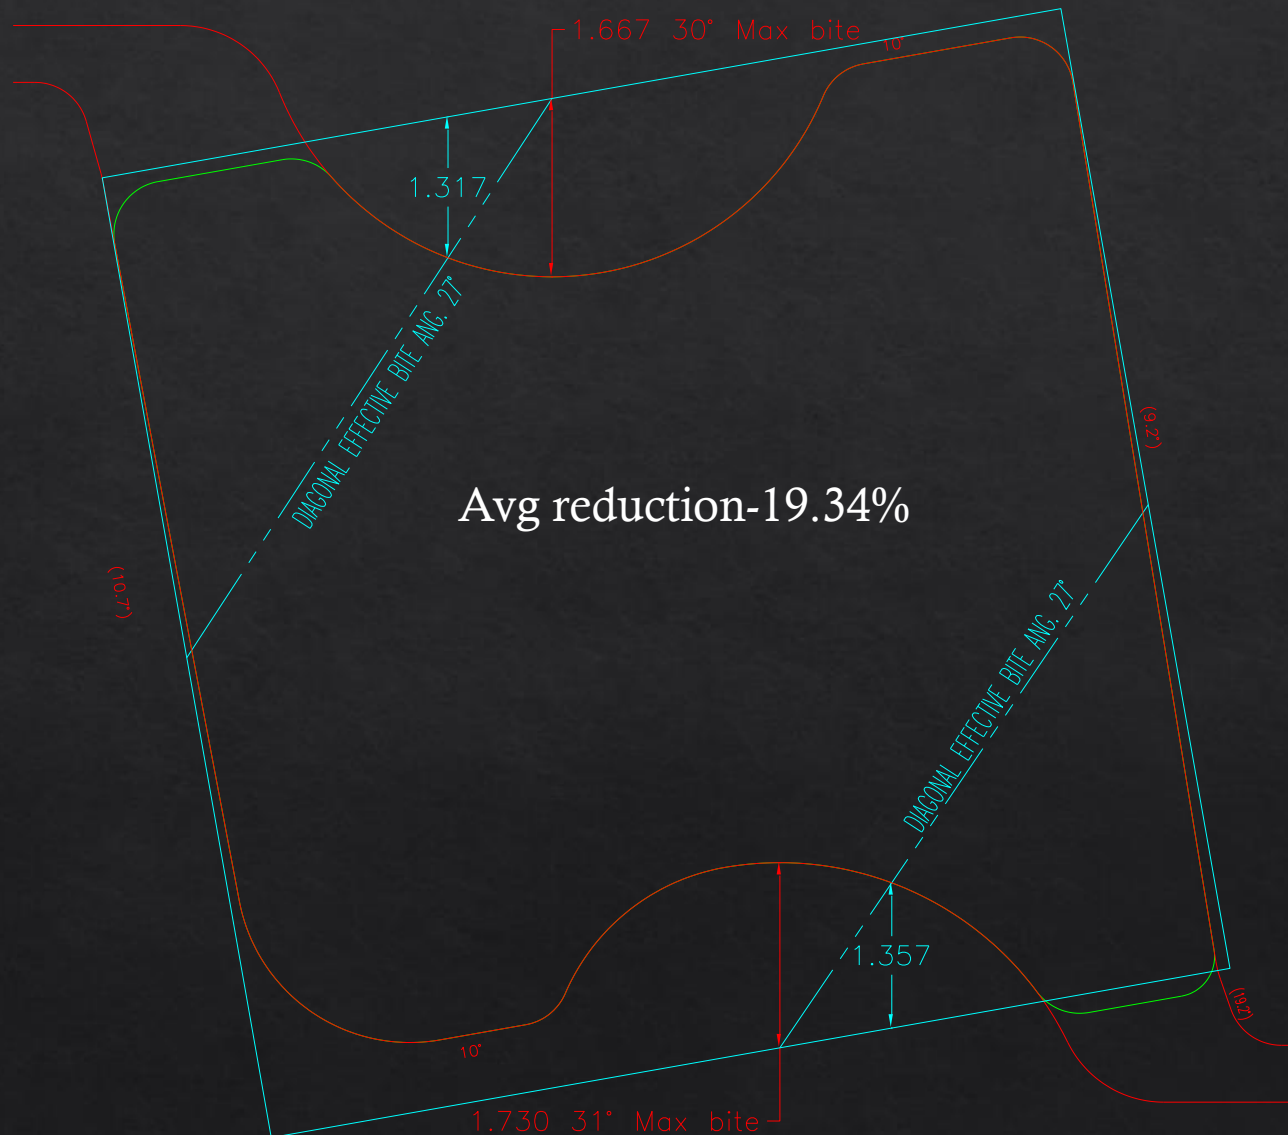 1.667 30° Max bite
10°
1.317
DIAGONAL EFFECTIVE BITE ANG. 27°
(9.2°)
Avg reduction-19.34%
(10.7°)
DIAGONAL EFFECTIVE BITE ANG. 27°
1.357
(19.2°)
10°
1.730 31° Max bite